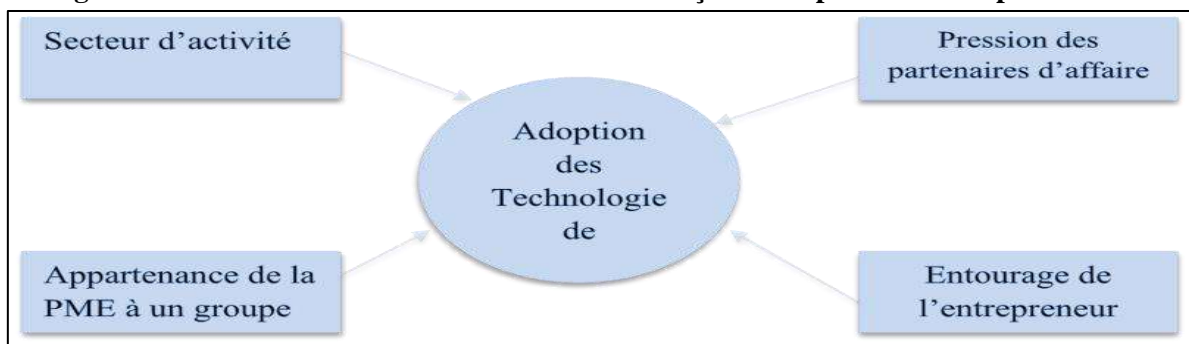 Secteur d’activité
Pression des
partenaires d’affaire
Adoption
des
Technologie
de
Appartenance de la
PME à un groupe
Entourage de
l’entrepreneur